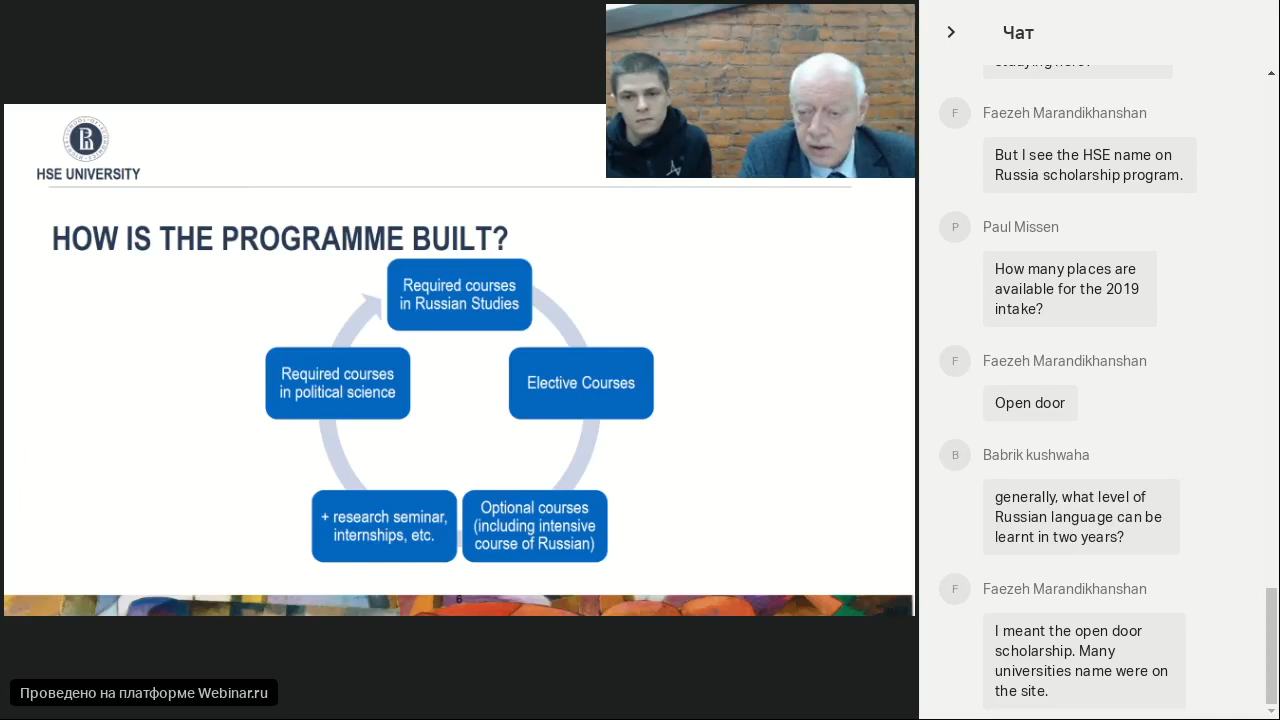 HSE UNIVERSITY
HOW IS THE PROGRAMME BUILT?
Required courses
in Russian Studies
Elective Courses
Optional courses
(including intensive
course of Russian)
+ research seminar,
internships, etc.
Required courses
in political science
6
Проведено на платформе Webinar.ru
Чат
F
Faezeh Marandikhanshan
But I see the HSE name on
Russia scholarship program.
P
Paul Missen
How many places are
available for the 2019
intake?
F
Faezeh Marandikhanshan
Open door
B
Babrik kushwaha
generally, what level of
Russian language can be
learnt in two years?
F
Faezeh Marandikhanshan
I meant the open door
scholarship. Many
universities name were on
the site.